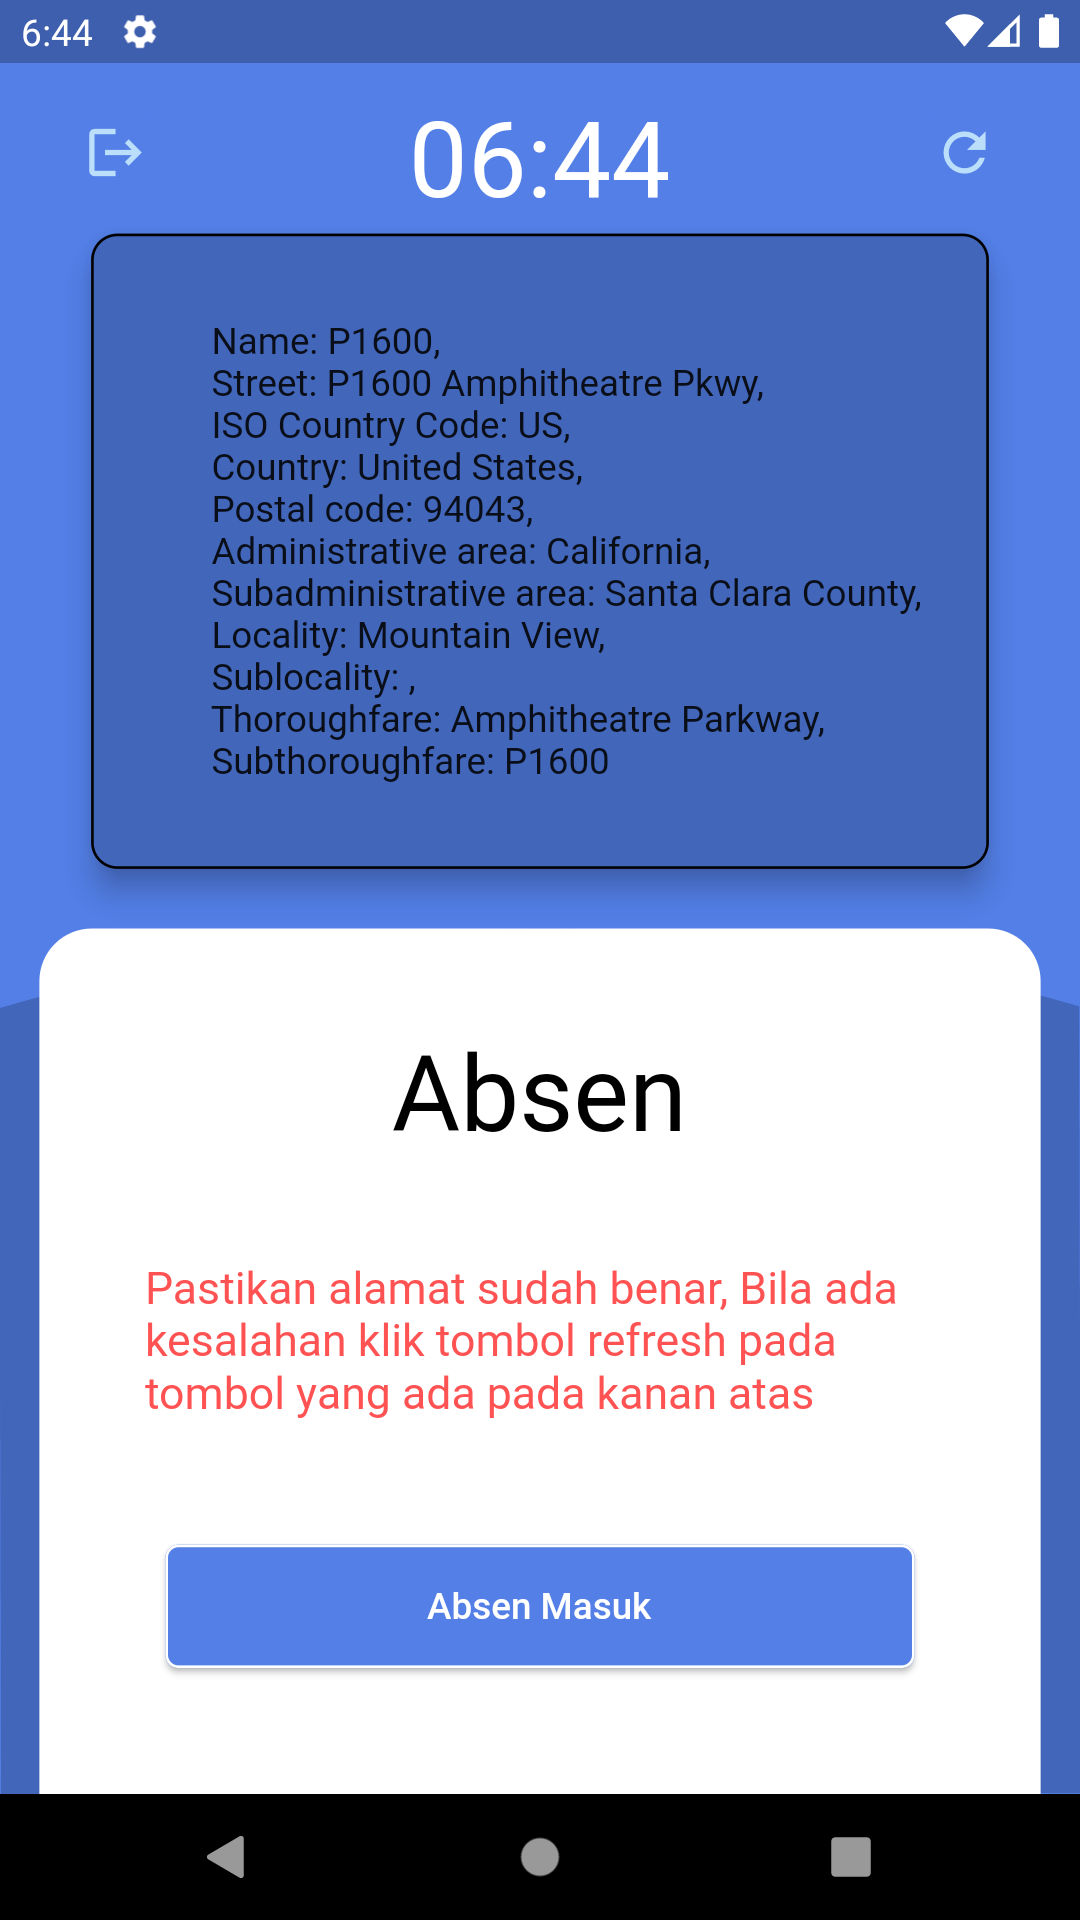 6:44
06:44
Name: P1600,
Street: P1600 Amphitheatre Pkwy,
ISO Country Code: US,
Country: United States,
Postal code: 94043,
Administrative area: California,
Subadministrative area: Santa Clara County,
Locality: Mountain View,
Sublocality: ,
Thoroughfare: Amphitheatre Parkway,
Subthoroughfare: P1600
Absen
Pastikan alamat sudah benar, Bila ada
kesalahan klik tombol refresh pada
tombol yang ada pada kanan atas
Absen Masuk